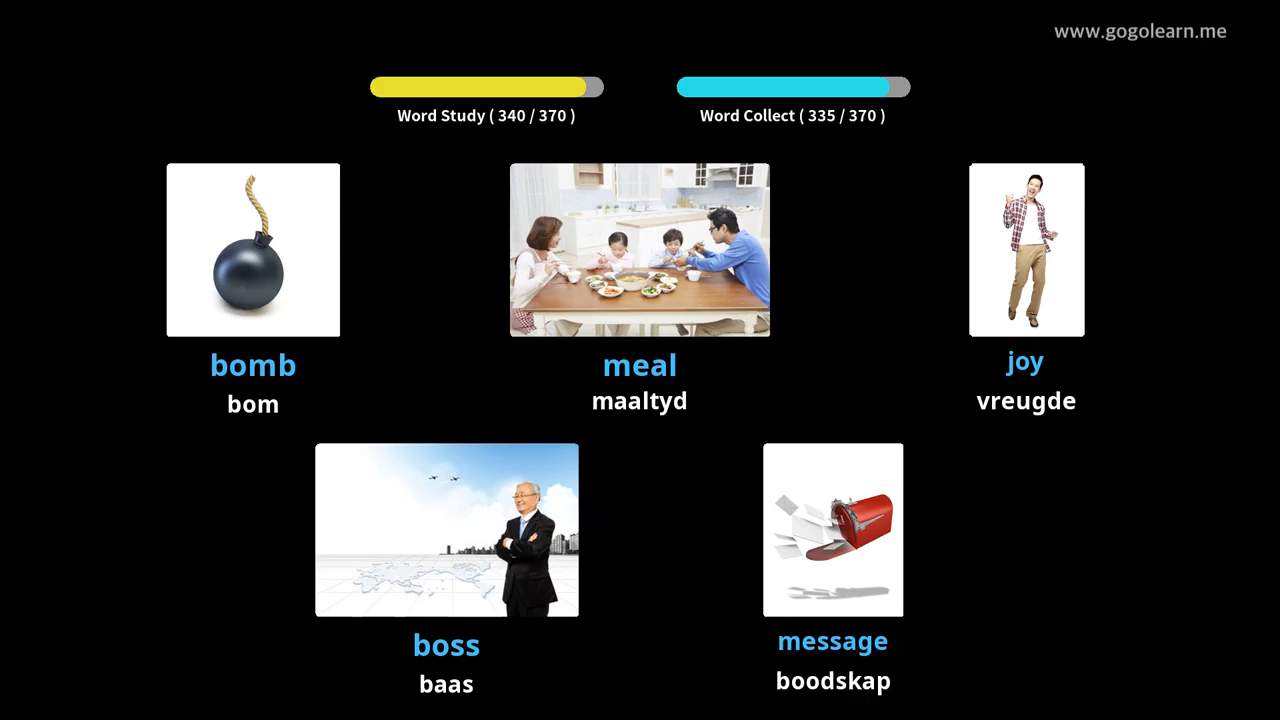 www.gogolearn.me
Word Study ( 340 / 370 )
Word Collect ( 335 / 370 )
bomb
bom
meal
maaltyd
joy
vreugde
boss
baas
message
boodskap